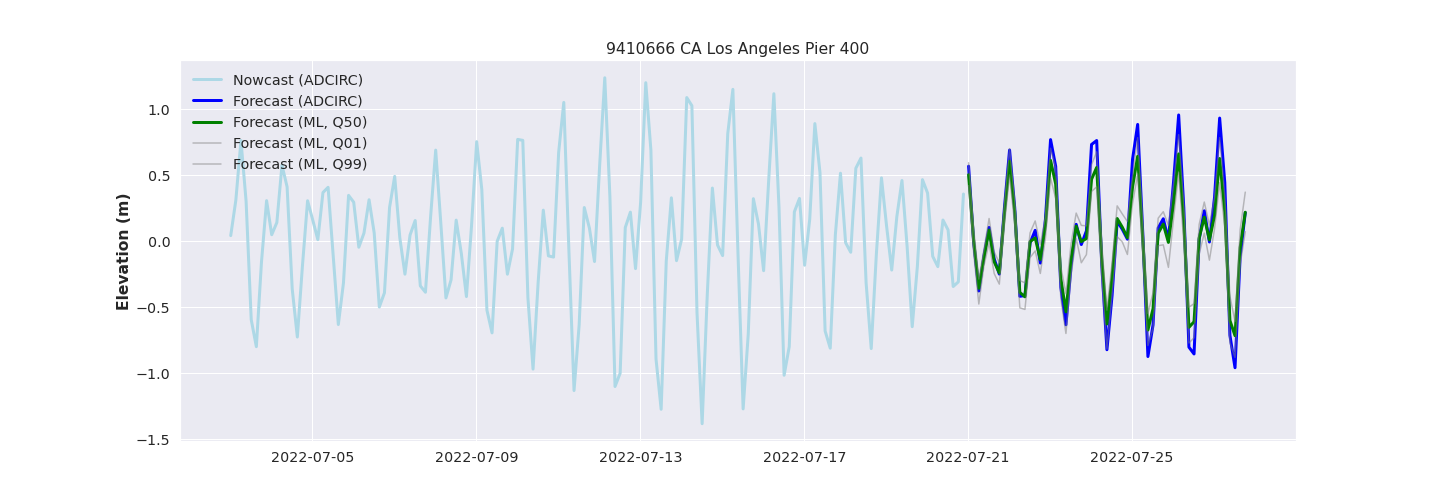 9410666 CA Los Angeles Pier 400
Nowcast (ADCIRC)
Forecast (ADCIRC)
Forecast (ML, Q50)
Forecast (ML, Q01)
Forecast (ML, Q99)
Elevation (m)
1.0
0.5
0.0
−0.5
−1.0
−1.5
2022-07-05 2022-07-09 2022-07-13 2022-07-17 2022-07-21 2022-07-25